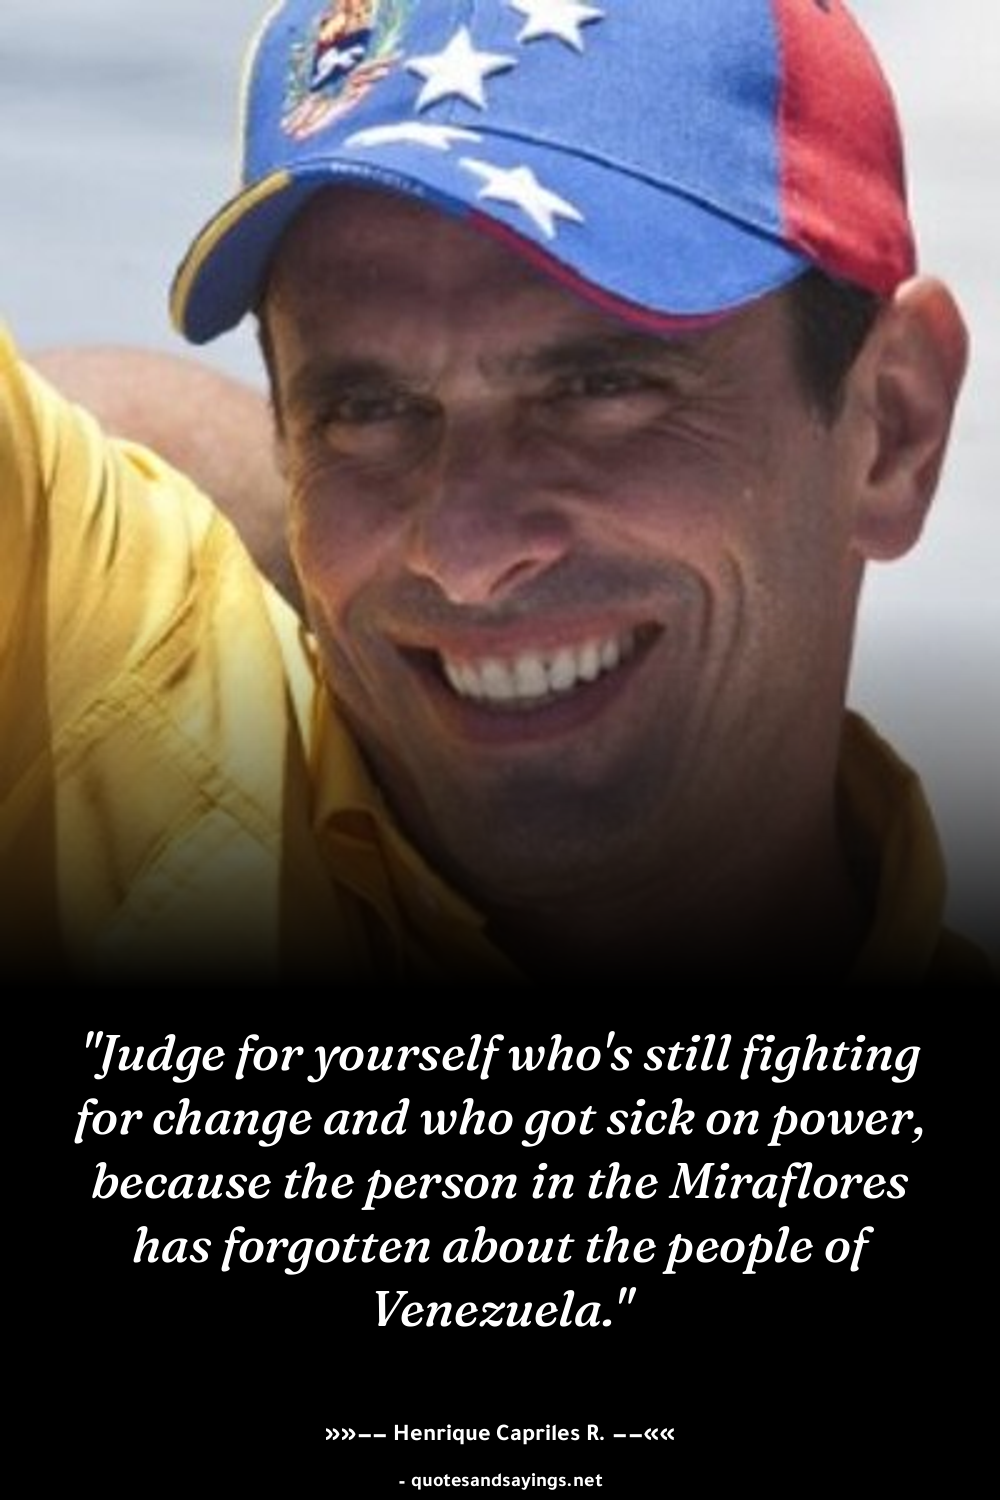 "Judge for yourself who's still fighting
for change and who got sick on power,
because the person in the Miraflores
has forgotten about the people of
Venezuela."
»»−− Henrique Capriles R. −−««
- quotesandsayings.net